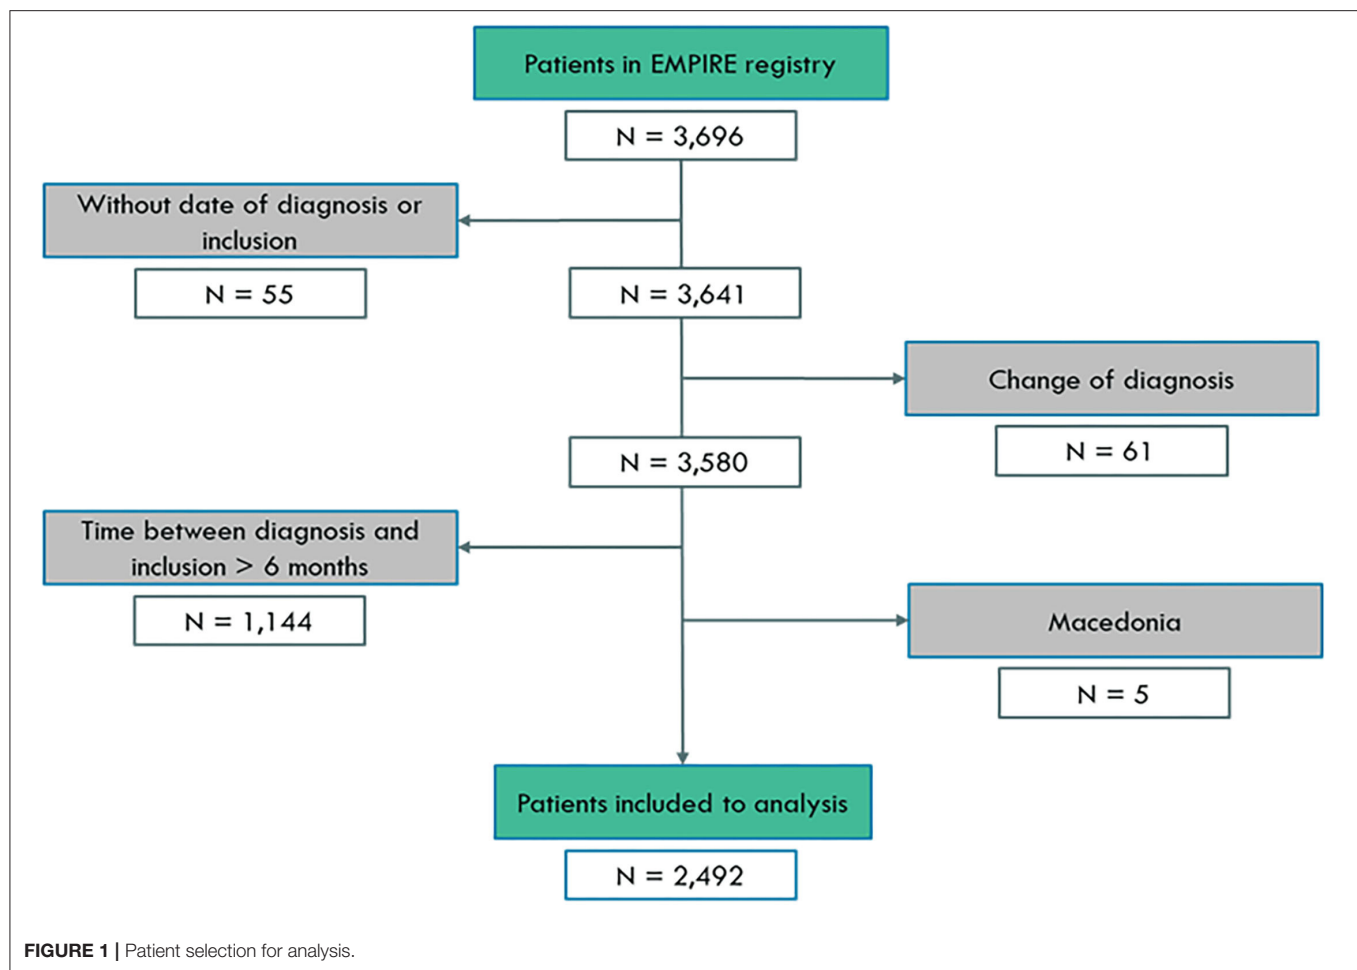 Patients in EMPIRE registry
N = 3,696
Without date of diagnosis or
inclusion
N = 55
N = 3,641
Change of diagnosis
N = 61
N = 3,580
Time between diagnosis and
inclusion > 6 months
N = 1,144
Macedonia
N = 5
Patients included to analysis
N = 2,492
FIGURE 1 | Patient selection for analysis.